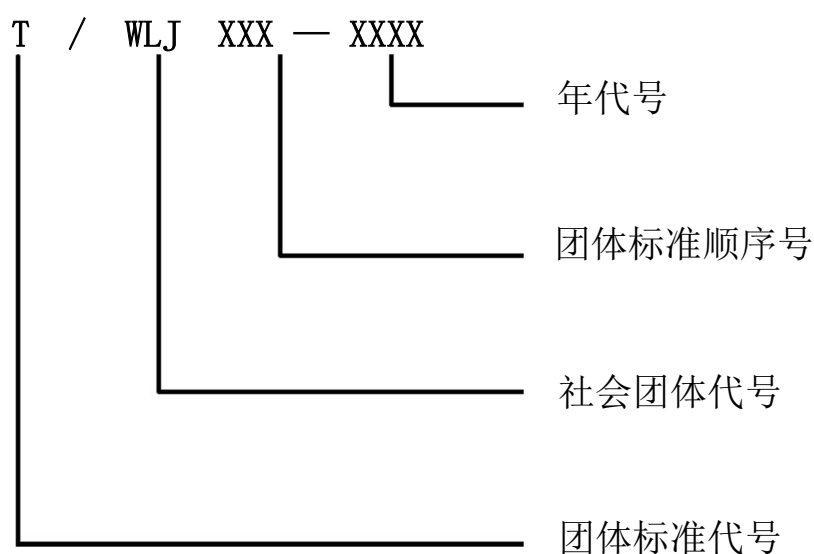 T / WLJ XXX — XXXX
年代号
团体标准顺序号
社会团体代号
团体标准代号